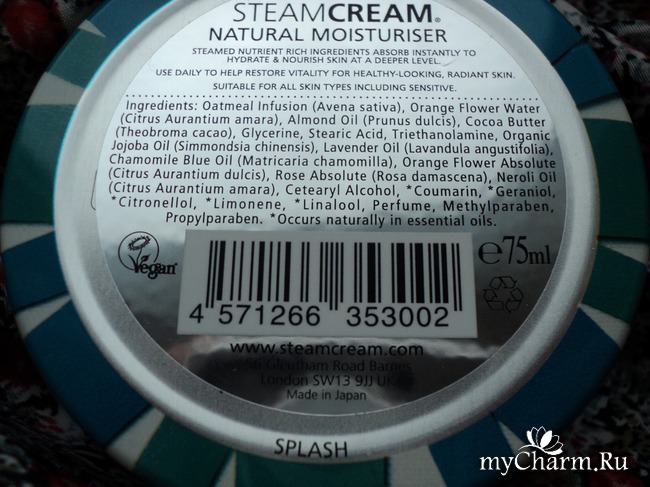 STEAMCREAM®
NATURAL MOISTURISER
STEAMED NUTRIENT RICH INGREDIENTS ABSORB INSTANTLY TO
HYDRATE & NOURISH SKIN AT A DEEPER LEVEL.
USE DAILY TO HELP RESTORE VITALITY FOR HEALTHY-LOOKING, RADIANT SKIN.
SUITABLE FOR ALL SKIN TYPES INCLUDING SENSITIVE.
Ingredients: Oatmeal Infusion (Avena sativa), Orange Flower Water
(Citrus Aurantium amara), Almond Oil (Prunus dulcis), Cocoa Butter
(Theobroma cacao), Glycerine, Stearic Acid, Triethanolamine, Organic
Jojoba Oil (Simmondsia chinensis), Lavender Oil (Lavandula angustifolia),
Chamomile Blue Oil (Matricaria chamomilla), Orange Flower Absolute
(Citrus Aurantium dulcis), Rose Absolute (Rosa damascena), Neroli Oil
(Citrus Aurantium amara), Cetearyl Alcohol, *Coumarin, *Geraniol,
*Citronellol, *Limonene, *Linalool, Perfume, Methylparaben,
Propylparaben. *Occurs naturally in essential oils.
Vegan
℮75ml
4 571266 353002
www.steamcream.com
Road Barnes
London SW13 9JJ UK
Made in Japan
SPLASH
myCharm.Ru